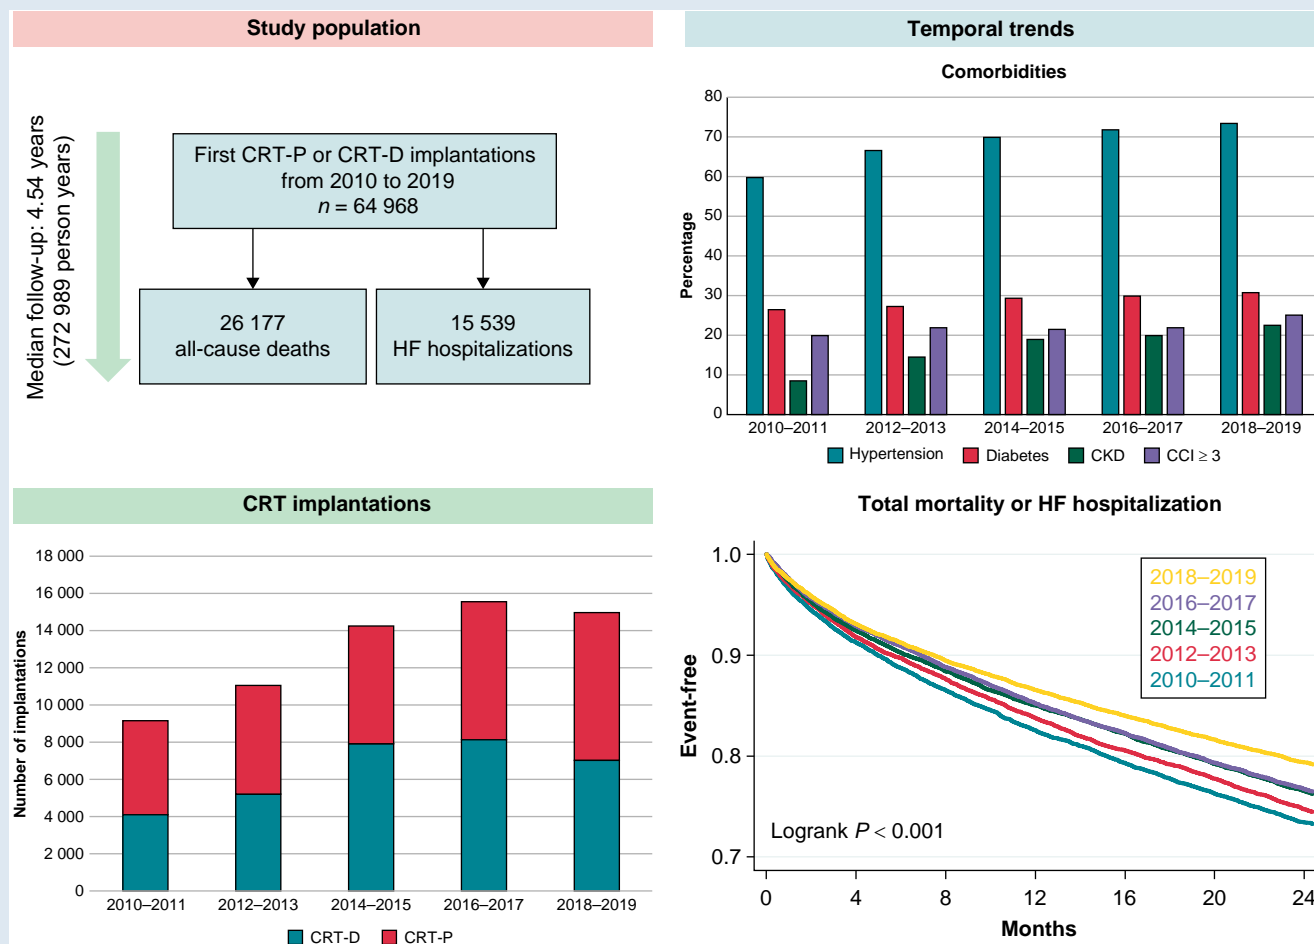 Study population
Median follow-up: 4.54 years
(272 989 person years)
First CRT-P or CRT-D implantations
from 2010 to 2019
n = 64 968
26 177
all-cause deaths
15 539
HF hospitalizations
Temporal trends
Comorbidities
Percentage
80
70
60
50
40
30
20
10
0
2010–2011 2012–2013 2014–2015 2016–2017 2018–2019
Hypertension Diabetes CKD CCI ≥ 3
CRT implantations
Number of implantations
18 000
16 000
14 000
12 000
10 000
8 000
6 000
4 000
2 000
0
2010–2011 2012–2013 2014–2015 2016–2017 2018–2019
CRT-D CRT-P
Total mortality or HF hospitalization
Event-free
1.0
0.9
0.8
0.7
2018–2019
2016–2017
2014–2015
2012–2013
2010–2011
Logrank P < 0.001
0 4 8 12 16 20 24
Months